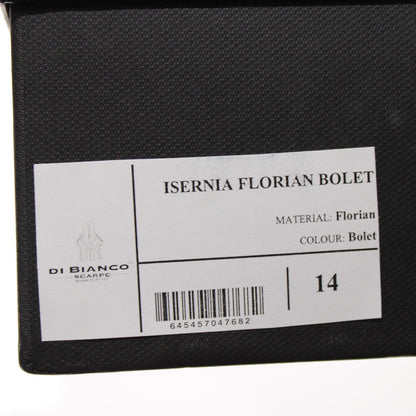 ISERNIA FLORIAN BOLET
MATERIAL: Florian
COLOUR: Bolet
DI BIANCO
SCARPE
14
645457047682